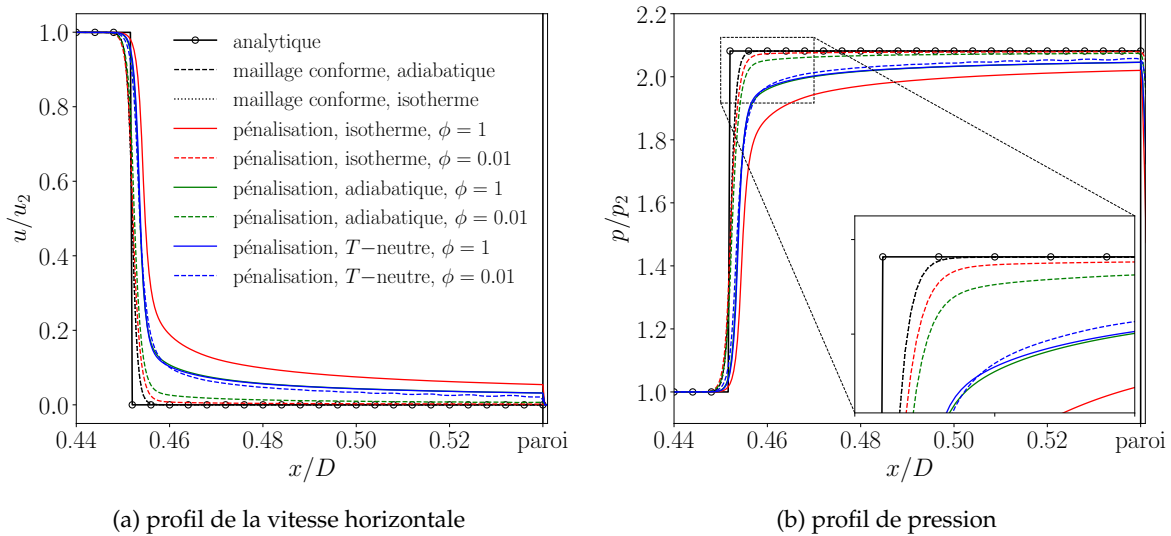 1.0
0.8
0.6
0.4
0.2
0.0
u/u₂
analytique
maillage conforme, adiabatique
maillage conforme, isotherme
pénalisation, isotherme, ϕ = 1
pénalisation, isotherme, ϕ = 0.01
pénalisation, adiabatique, ϕ = 1
pénalisation, adiabatique, ϕ = 0.01
pénalisation, T−neutre, ϕ = 1
pénalisation, T−neutre, ϕ = 0.01
0.44 0.46 0.48 0.50 0.52 paroi
x/D
(a) profil de la vitesse horizontale
2.2
2.0
1.8
1.6
1.4
1.2
1.0
p/p₂
0.44 0.46 0.48 0.50 0.52 paroi
x/D
(b) profil de pression